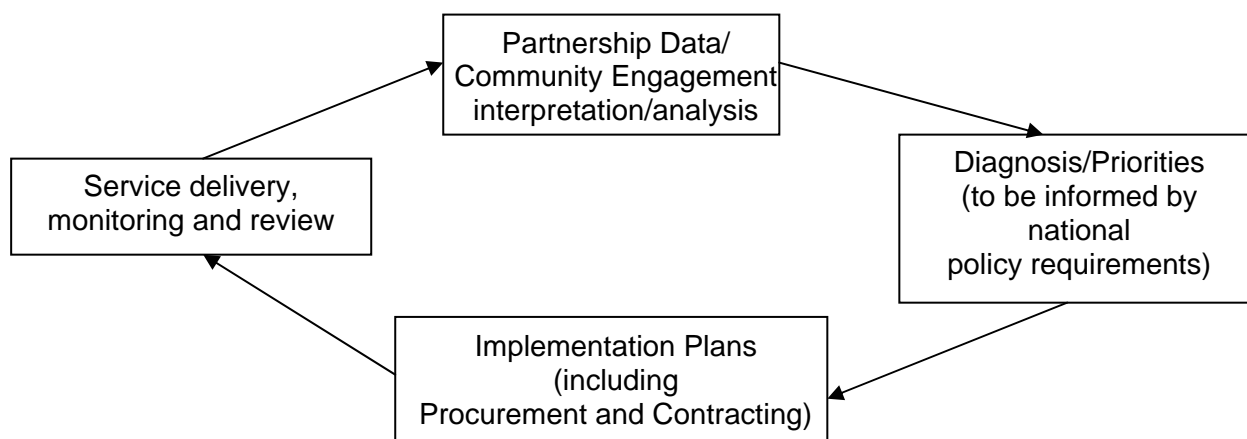 Partnership Data/
Community Engagement
interpretation/analysis
Diagnosis/Priorities
(to be informed by
national
policy requirements)
Service delivery,
monitoring and review
Implementation Plans
(including
Procurement and Contracting)